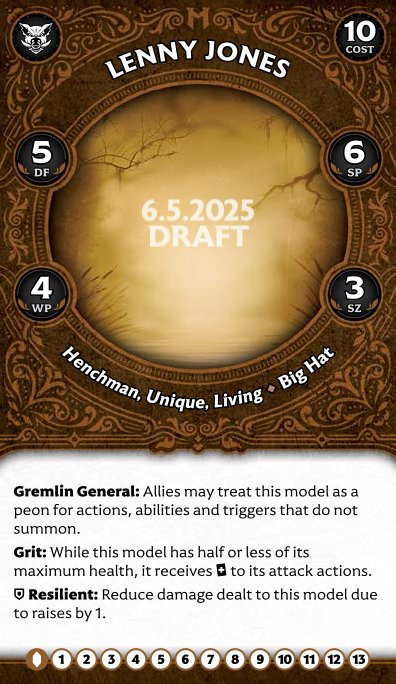 LENNY JONES
10
COST
5
DF
6
SP
6.5.2025
DRAFT
4
WP
3
SZ
Henchman, Unique, Living ◆ Big Hat
Gremlin General: Allies may treat this model as a
peon for actions, abilities and triggers that do not
summon.
Grit: While this model has half or less of its
maximum health, it receives + to its attack actions.
Resilient: Reduce damage dealt to this model due
to raises by 1.
1 2 3 4 5 6 7 8 9 10 11 12 13